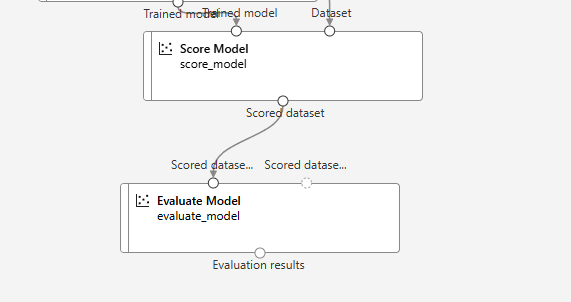 Trained model Trained model Dataset
Score Model
score_model
Scored dataset
Scored datase... Scored datase...
Evaluate Model
evaluate_model
Evaluation results